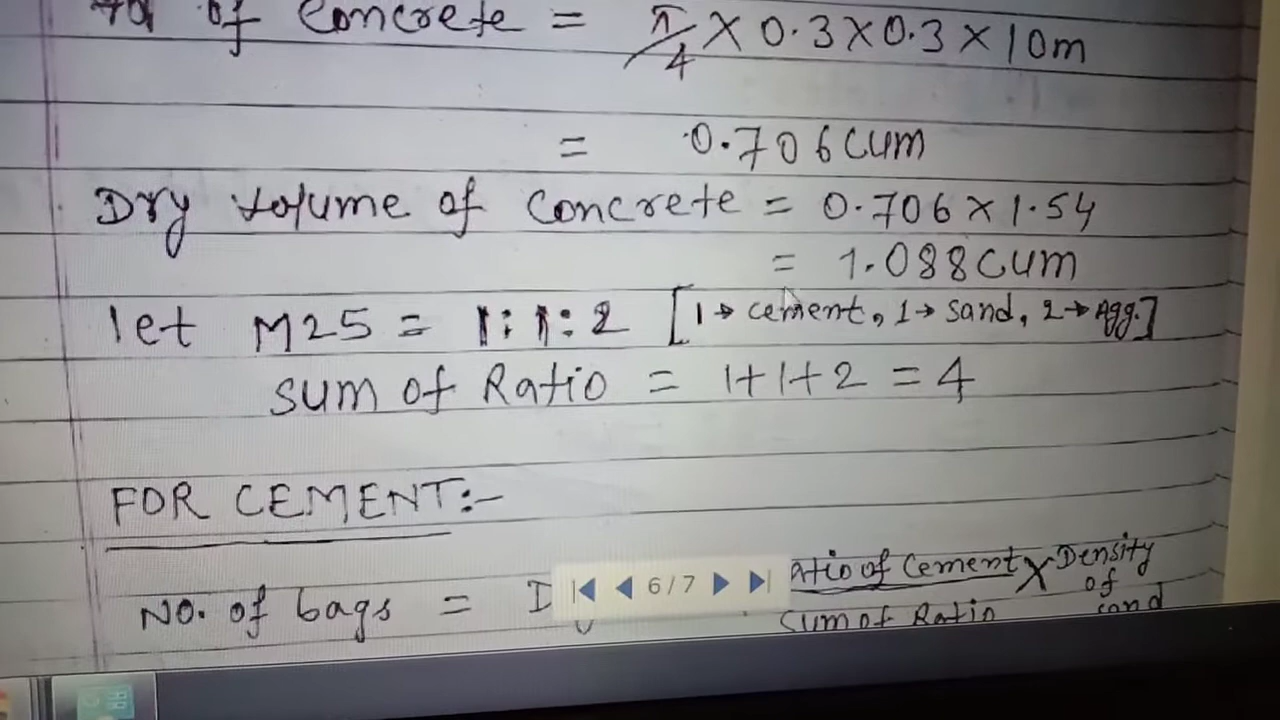 of Concrete = π/4 × 0.3 × 0.3 × 10m
= 0.706 Cum
Dry Volume of Concrete = 0.706 × 1.54
= 1.088 Cum
let M25 = 1:1:2 [1→ cement, 1→ sand, 2→ Agg.]
sum of Ratio = 1+1+2 = 4
FOR CEMENT:-
No. of bags = atio of Cement / sum of Ratio × Density of sand
6/7